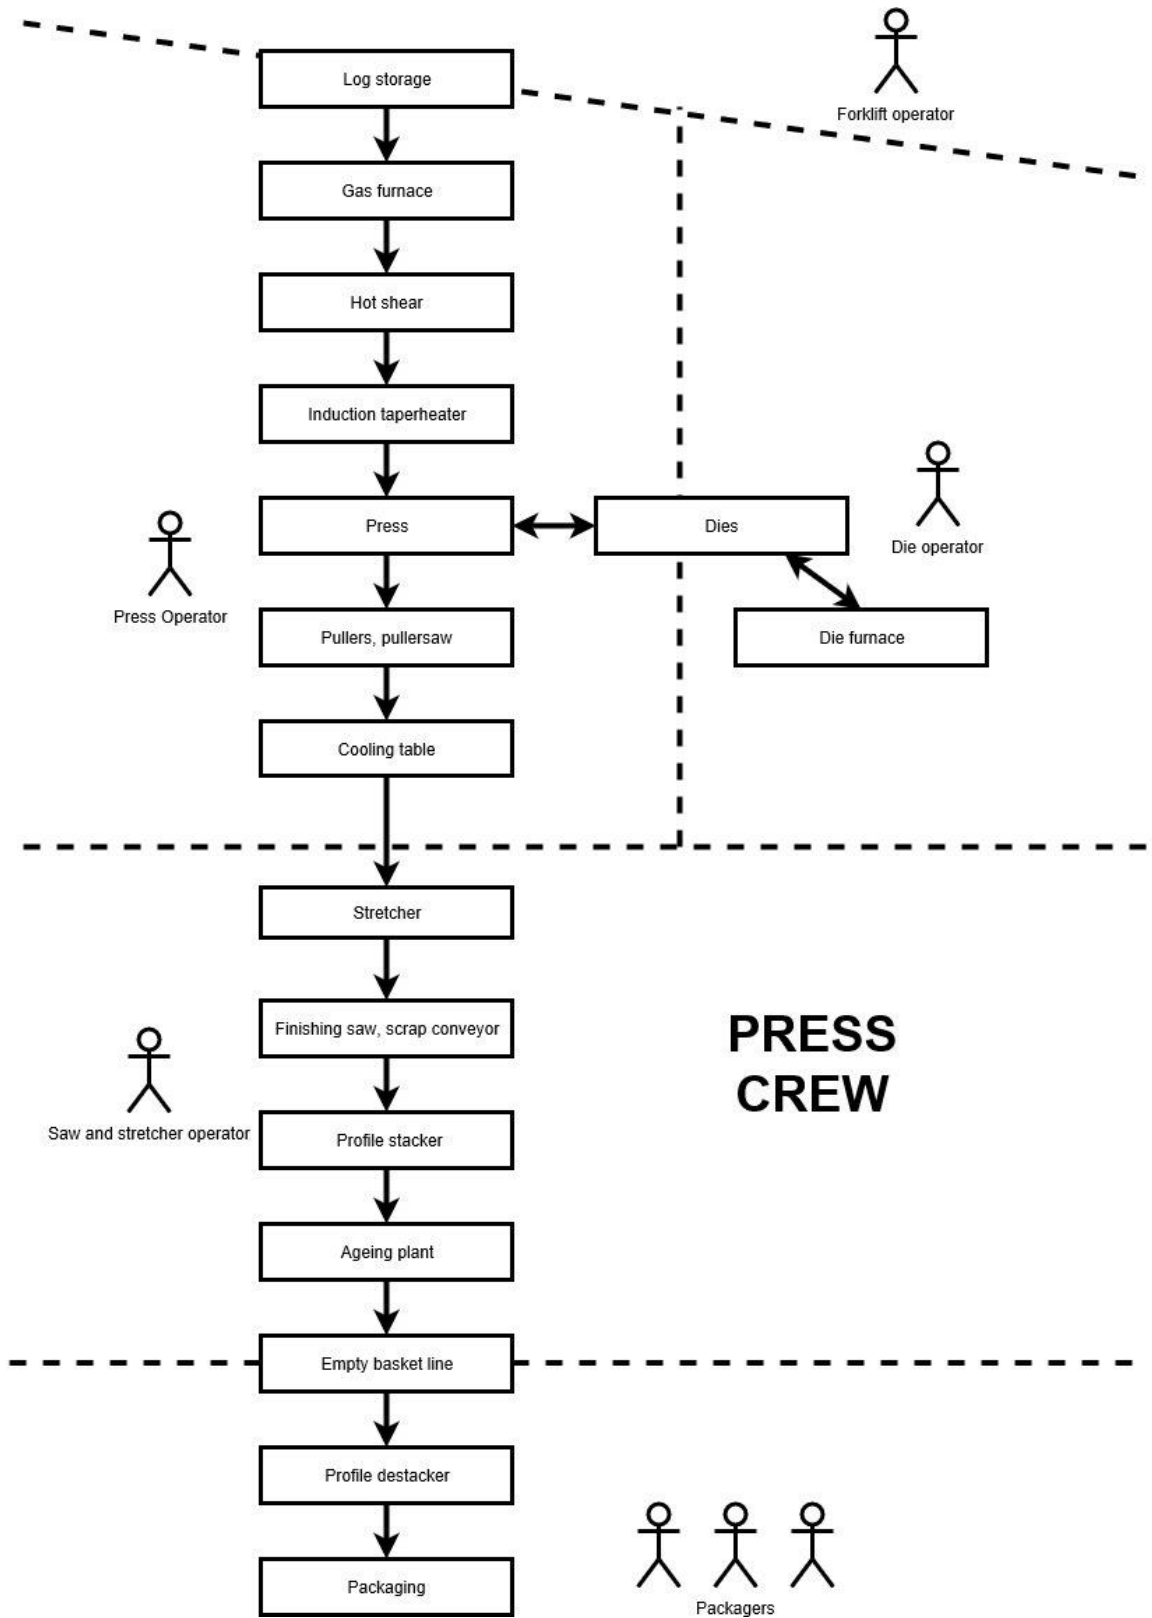 Forklift operator
Log storage
Gas furnace
Hot shear
Induction taperheater
Press
Dies
Die operator
Press Operator
Pullers, pullersaw
Die furnace
Cooling table
Stretcher
Finishing saw, scrap conveyor
PRESS
CREW
Saw and stretcher operator
Profile stacker
Ageing plant
Empty basket line
Profile destacker
Packaging
Packagers